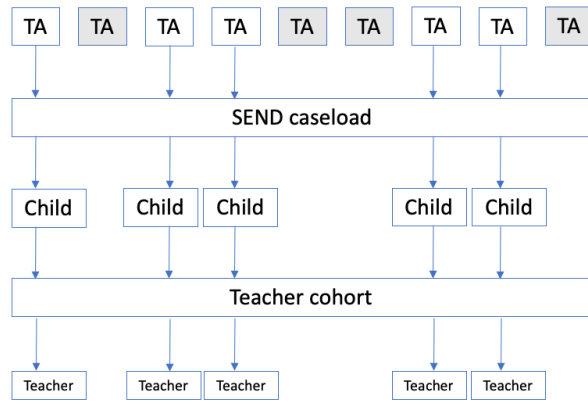 TA TA TA TA TA TA TA TA TA
SEND caseload
Child Child Child Child Child
Teacher cohort
Teacher Teacher Teacher Teacher Teacher